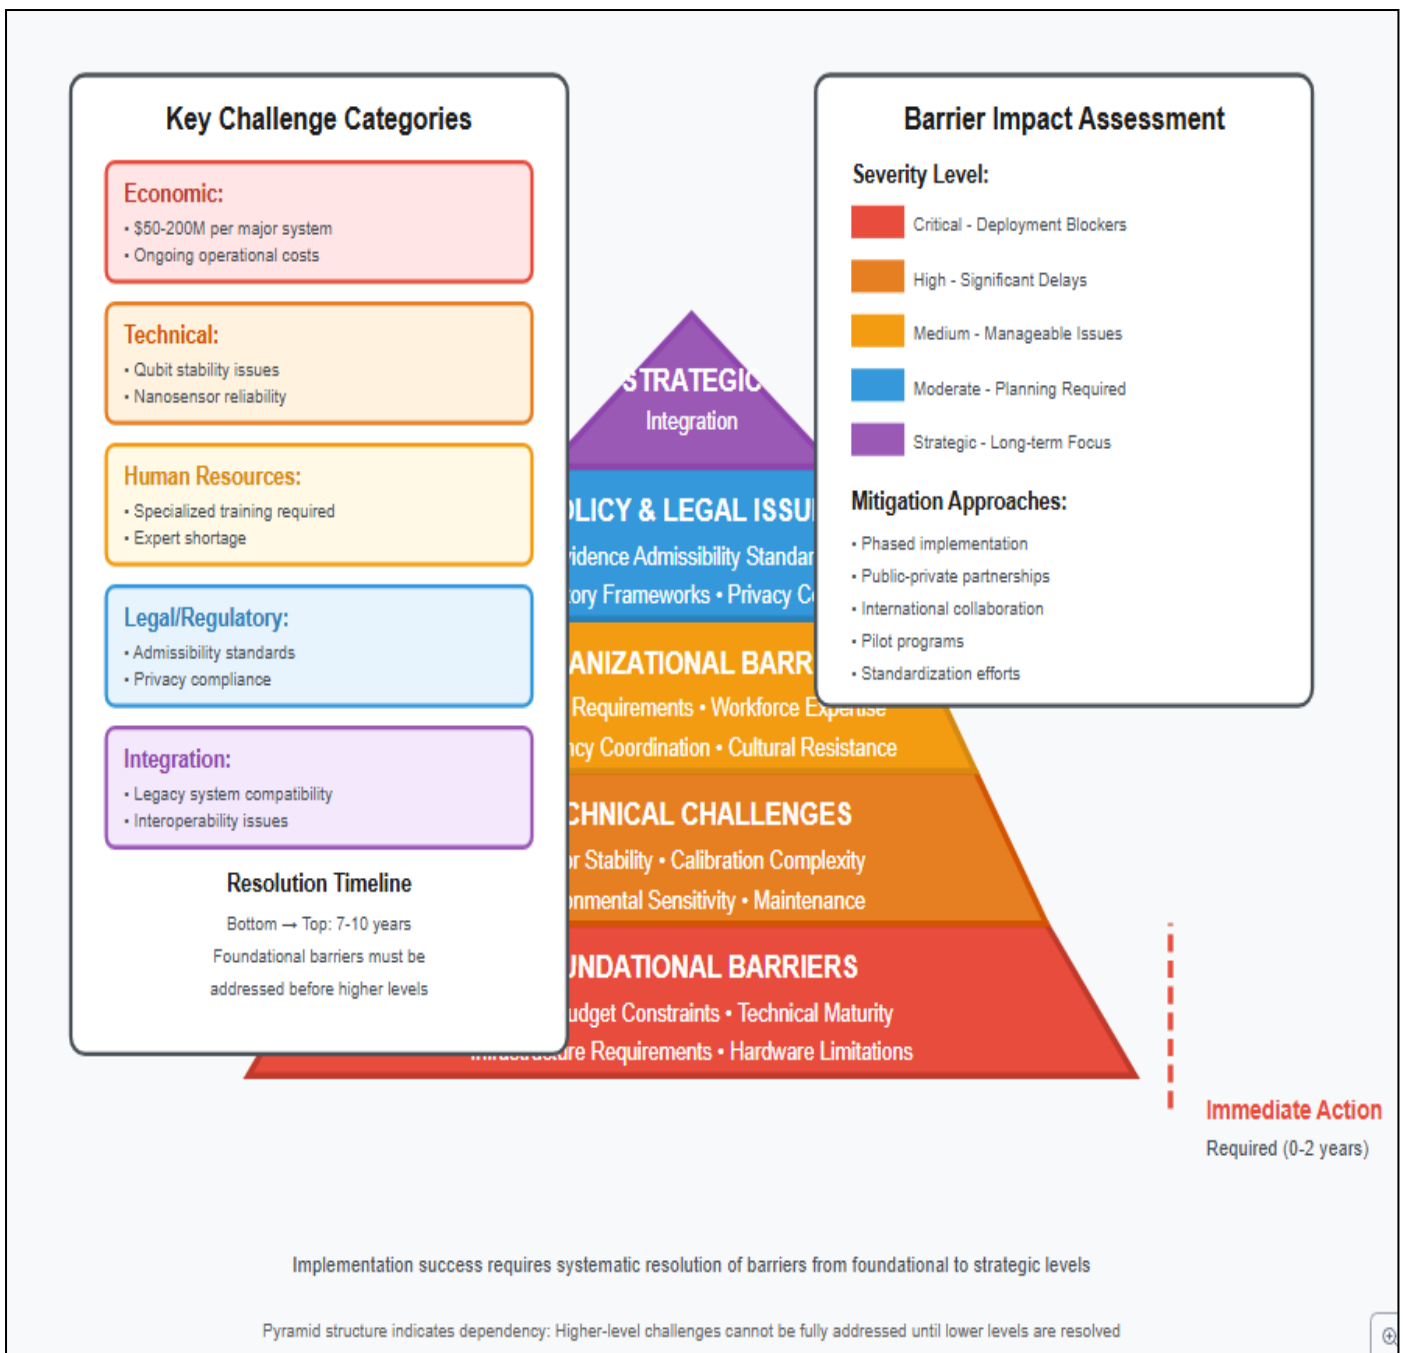 Key Challenge Categories
Economic:
• $50-200M per major system
• Ongoing operational costs
Technical:
• Qubit stability issues
• Nanosensor reliability
Human Resources:
• Specialized training required
• Expert shortage
Legal/Regulatory:
• Admissibility standards
• Privacy compliance
Integration:
• Legacy system compatibility
• Interoperability issues
Resolution Timeline
Bottom → Top: 7-10 years
Foundational barriers must be
addressed before higher levels
STRATEGIC
Integration
& LEGAL
Admissibility
Frameworks • Privacy
Requirements • Workforce Expertise
Coordination • Cultural Resistance
CHALLENGES
Stability • Calibration Complexity
Sensitivity • Maintenance
BARRIERS
Constraints • Technical Maturity
Infrastructure Requirements • Hardware Limitations
Barrier Impact Assessment
Severity Level:
Critical - Deployment Blockers
High - Significant Delays
Medium - Manageable Issues
Moderate - Planning Required
Strategic - Long-term Focus
Mitigation Approaches:
• Phased implementation
• Public-private partnerships
• International collaboration
• Pilot programs
• Standardization efforts
Immediate Action
Required (0-2 years)
Implementation success requires systematic resolution of barriers from foundational to strategic levels
Pyramid structure indicates dependency: Higher-level challenges cannot be fully addressed until lower levels are resolved